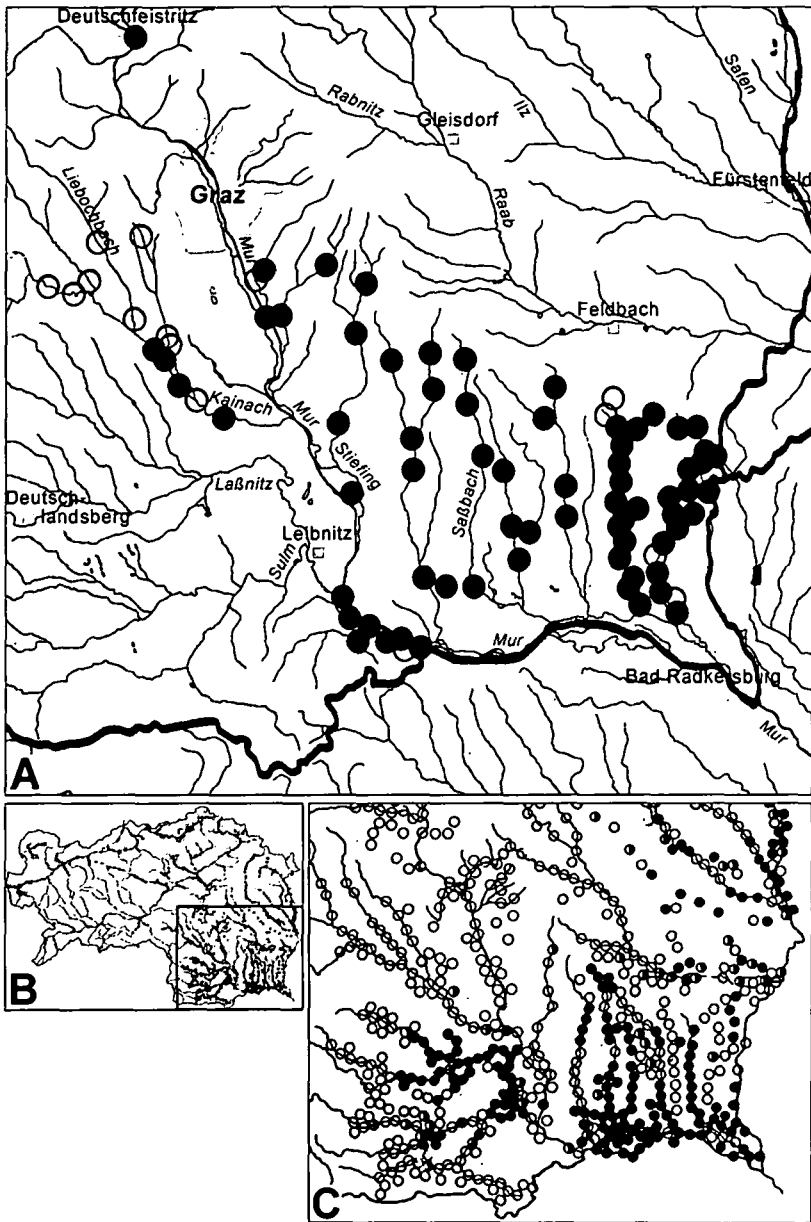 Deutschfeistritz
Safen
Rabnitz
Ilz
Gleisdorf
Liebochbach
Graz
Fürstenfeld
Raab
Mur
Feldbach
Kainach
Mur
Stiefing
Laßnitz
Saßbach
Deutsch-
landsberg
Leibnitz
Sulm
Mur
Bad Radkersburg
Mur
A
B
C